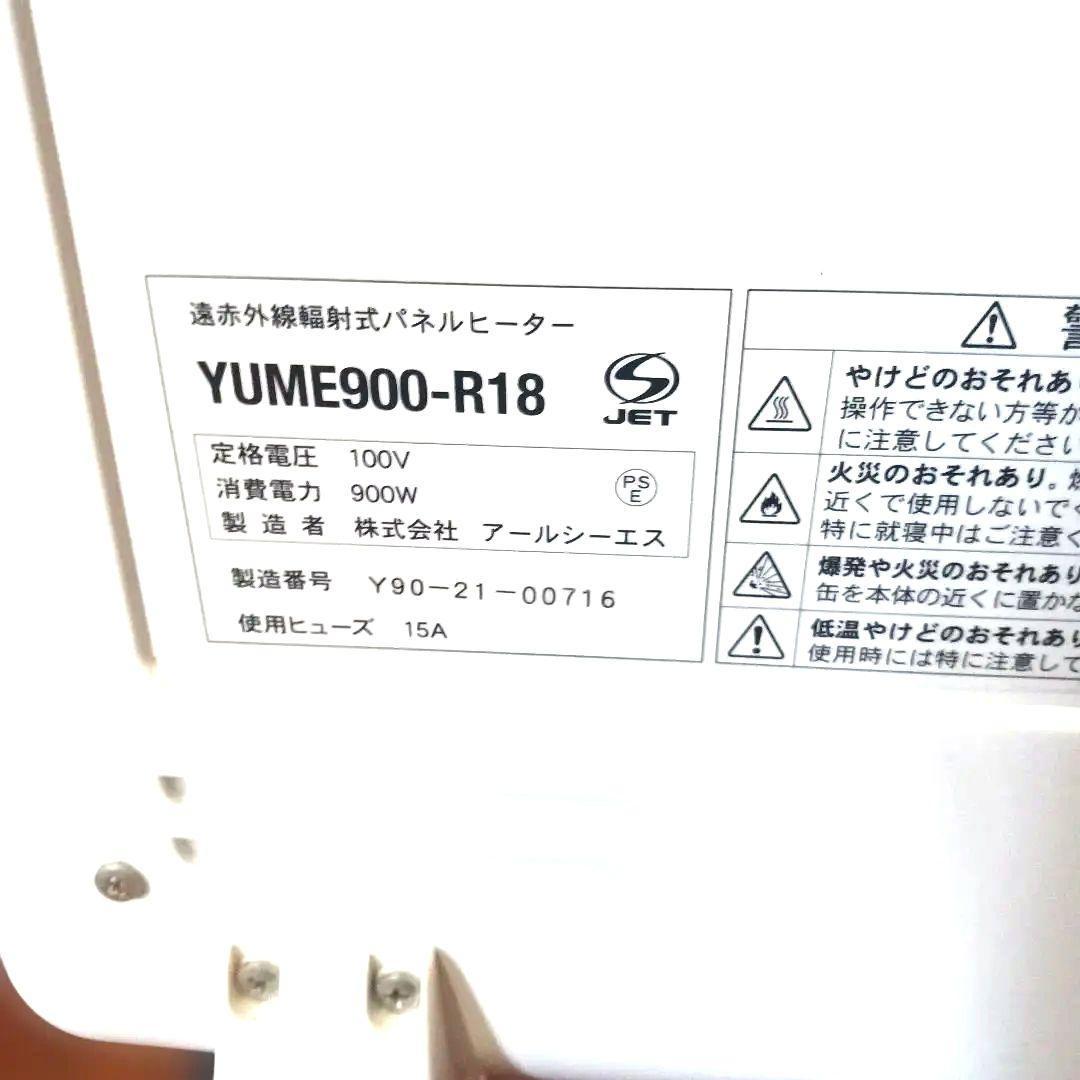 遠赤外線輻射式パネルヒーター
YUME900-R18
JET
定格電圧 100V
消費電力 900W
PS
E
製造者 株式会社 アールシーエス
製造番号 Y90-21-00716
使用ヒューズ 15A
やけどのおそれあ
操作できない方等が
に注意してください
火災のおそれあり。
近くで使用しないでく
特に就寝中はご注意く
爆発や火災のおそれあり
缶を本体の近くに置かな
低温やけどのおそれあり
使用時には特に注意して